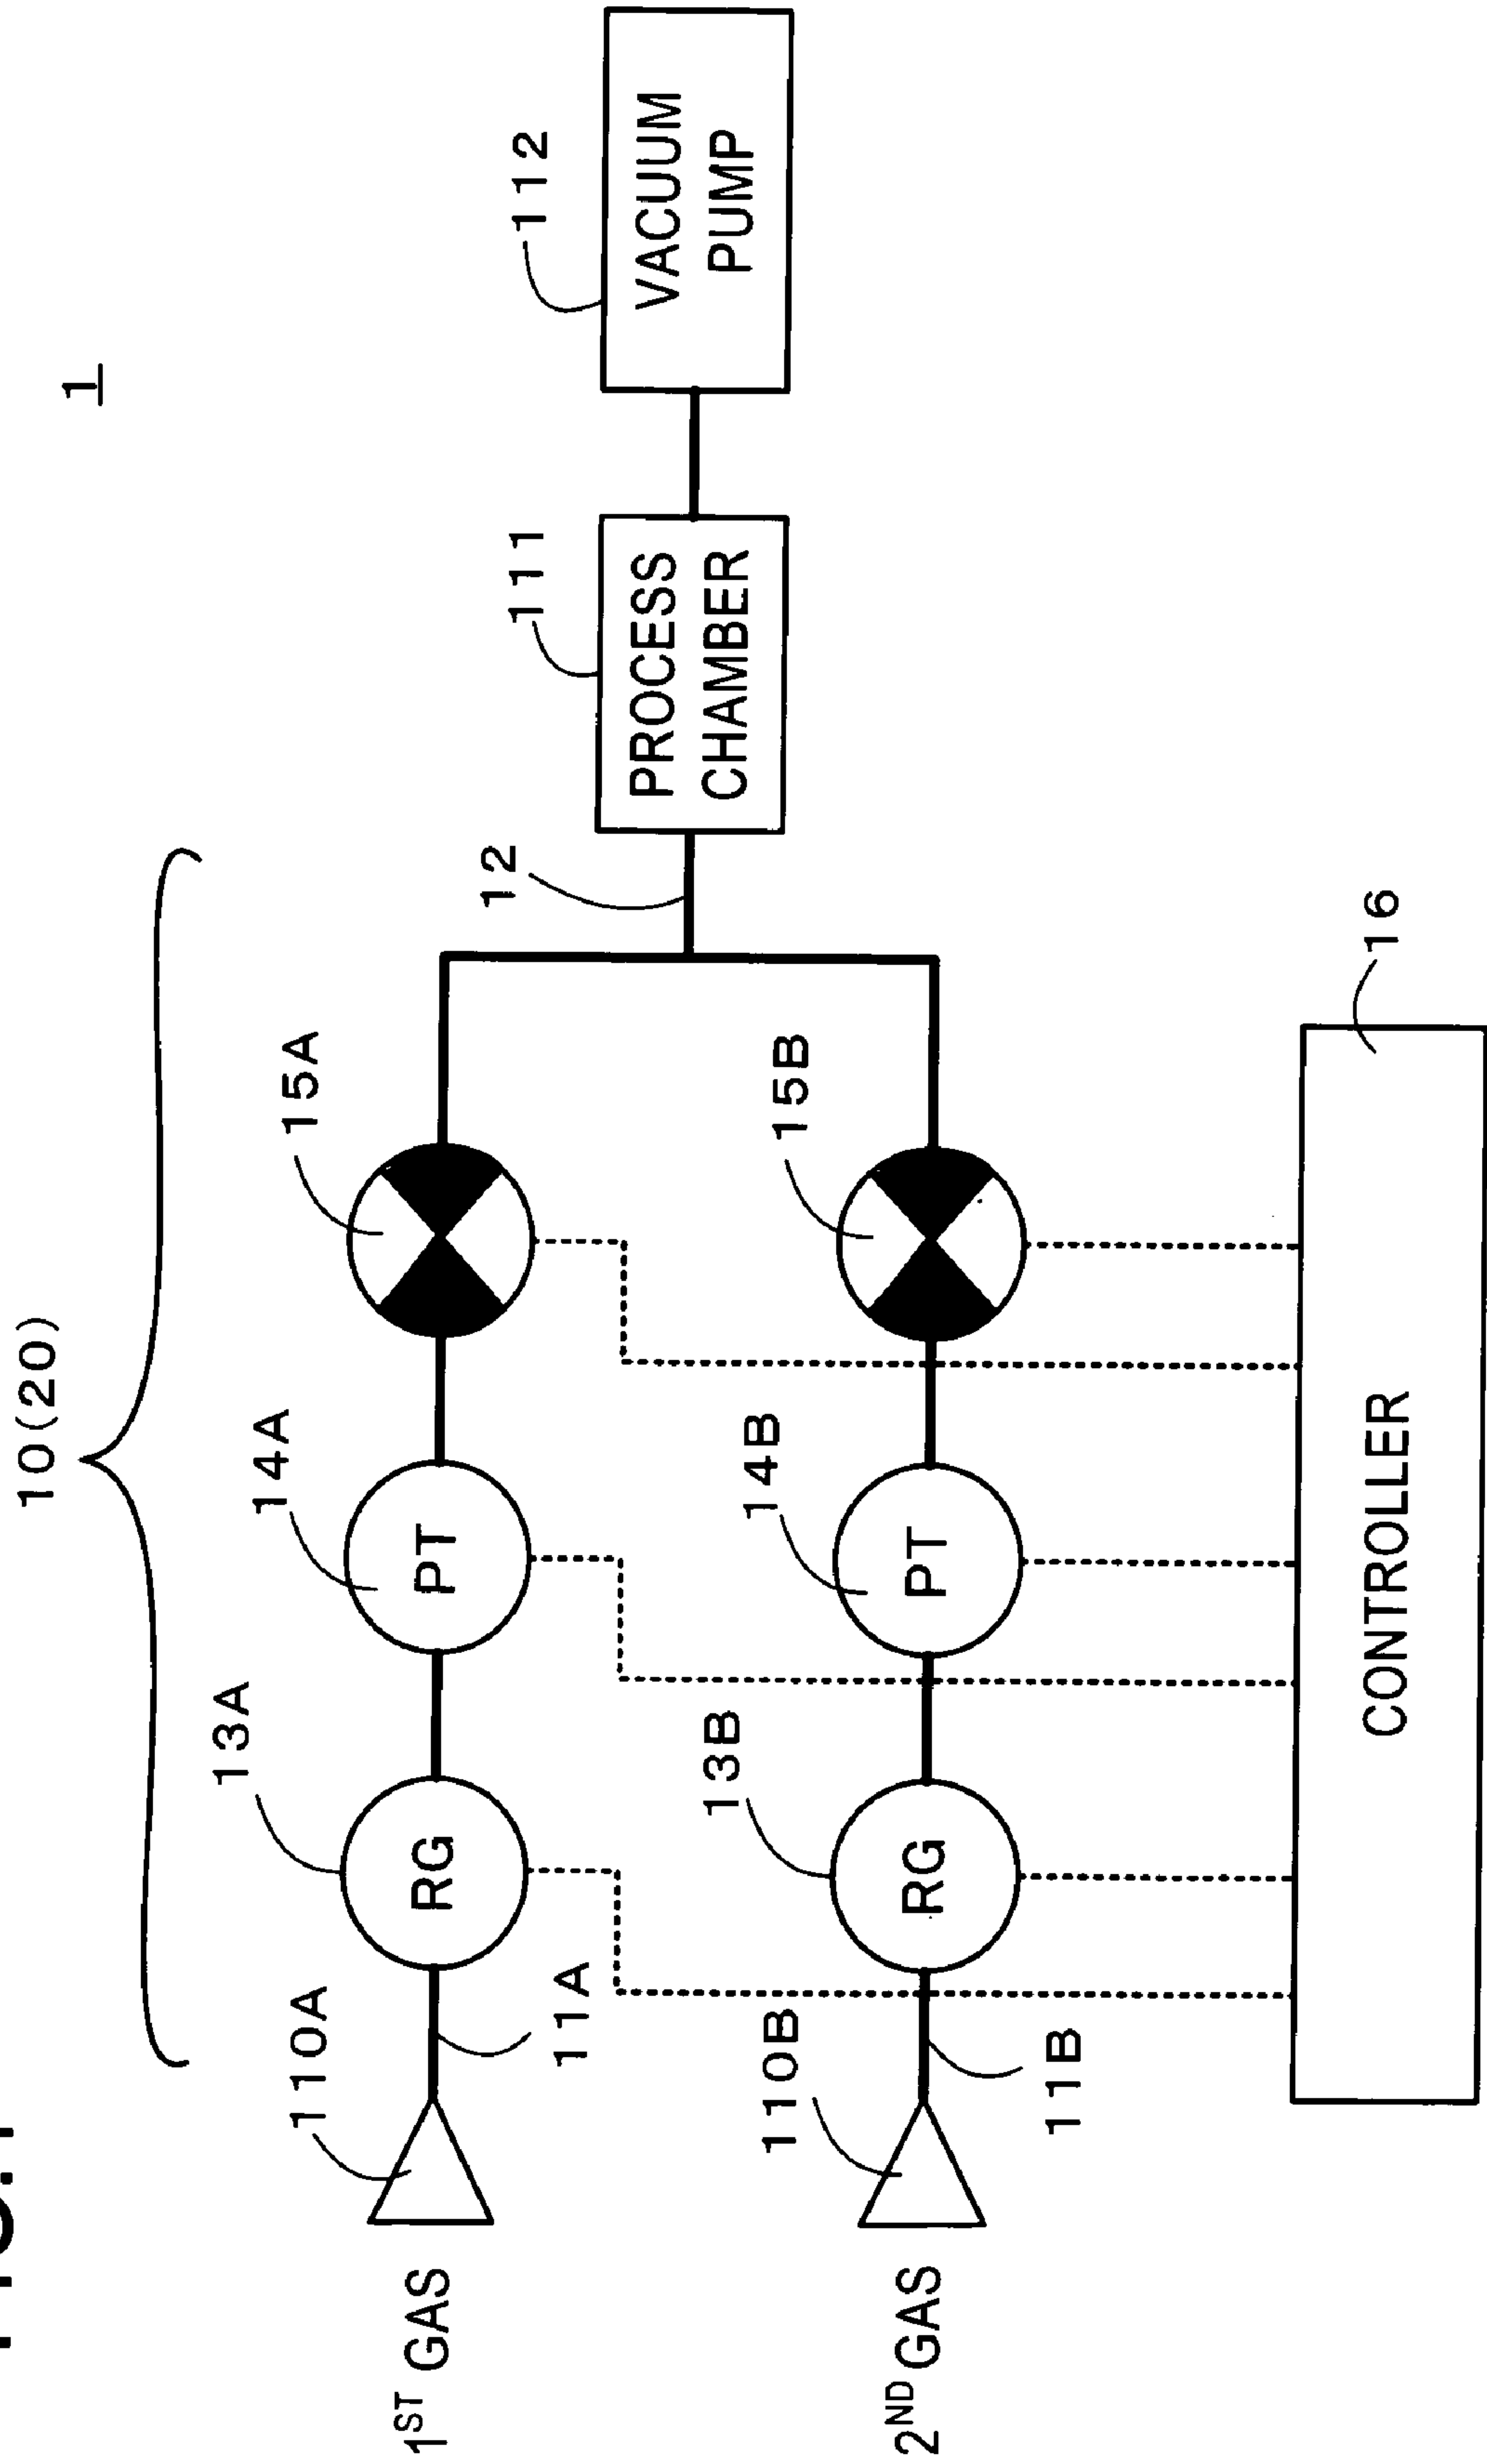 1
10(20)
110A
13A
14A
15A
1ST GAS
RG
PT
11A
12
111
112
PROCESS
CHAMBER
VACUUM
PUMP
110B
13B
14B
15B
2ND GAS
RG
PT
11B
16
CONTROLLER